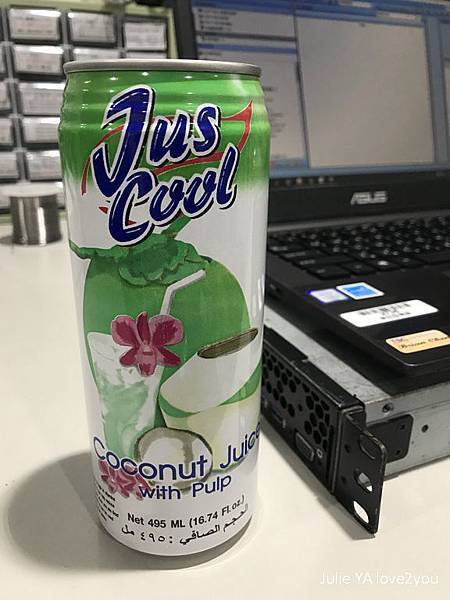 Jus
Cool
Coconut Juice
with Pulp
Net 495 ML (16.74 Fl.oz.)
الحجم الصافي : ٤٩٥ مل
ASUS
Julie YA love2you